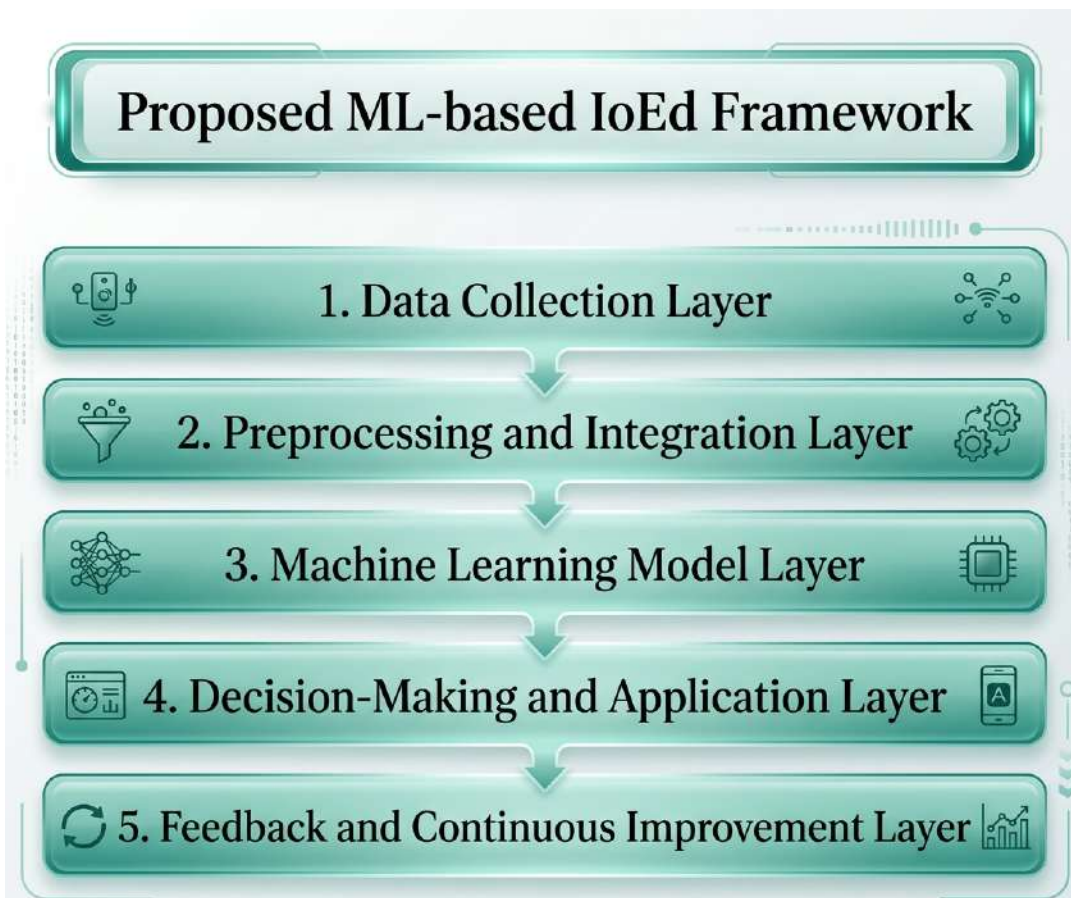 Proposed ML-based IoEd Framework
1. Data Collection Layer
2. Preprocessing and Integration Layer
3. Machine Learning Model Layer
4. Decision-Making and Application Layer
A
5. Feedback and Continuous Improvement Layer